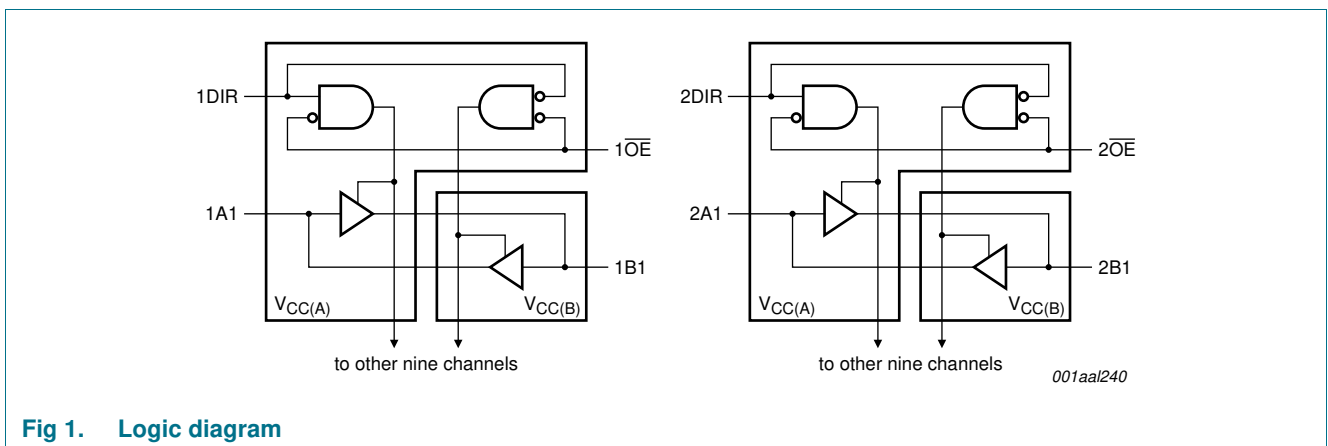 1DIR
1OE
1A1
1B1
VCC(A)
VCC(B)
to other nine channels
2DIR
2OE
2A1
2B1
VCC(A)
VCC(B)
to other nine channels
001aal240
Fig 1. Logic diagram